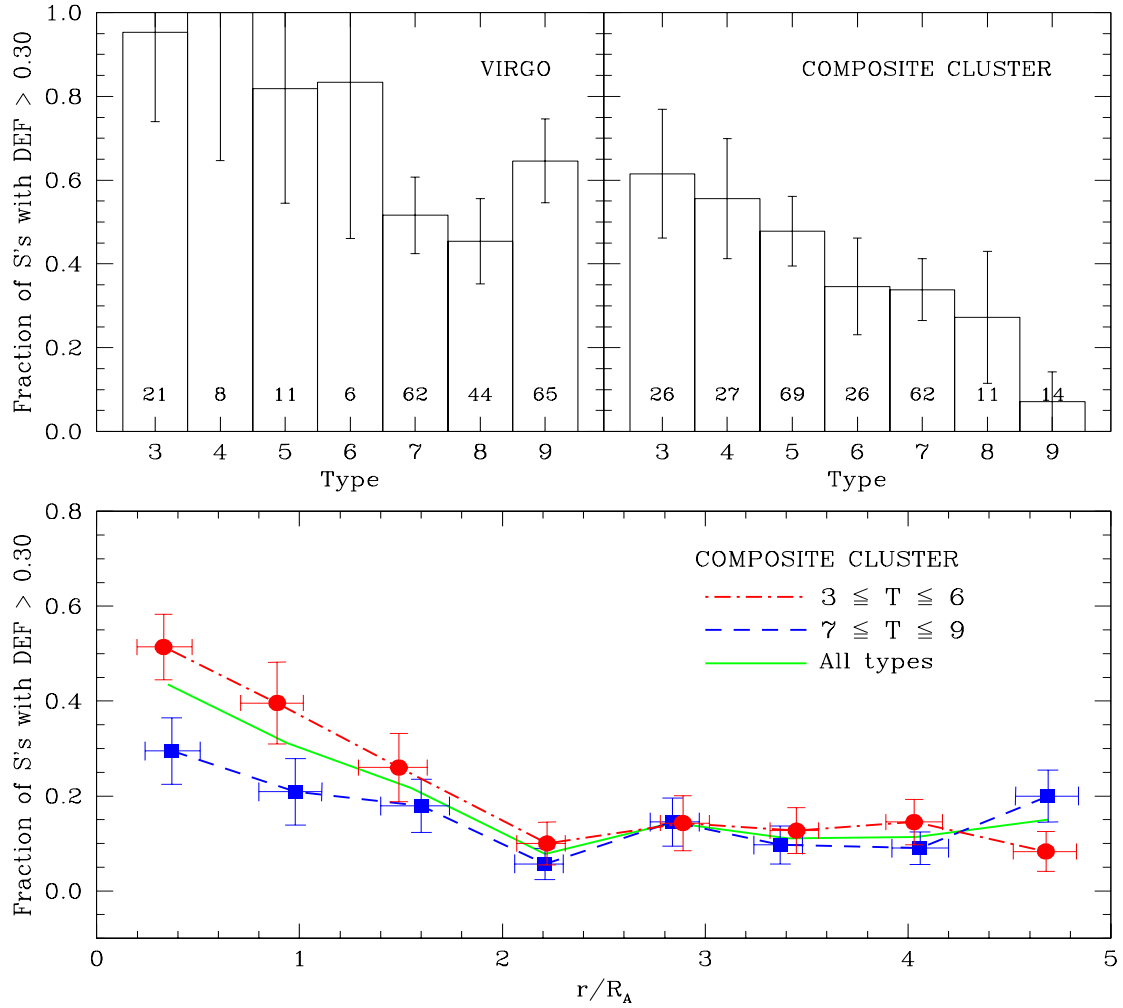 Fraction of S's with DEF > 0.30
1.0
0.8
0.6
0.4
0.2
0.0
VIRGO
21 8 11 6 62 44 65
3 4 5 6 7 8 9
Type
COMPOSITE CLUSTER
26 27 69 26 62 11 14
3 4 5 6 7 8 9
Type
Fraction of S's with DEF > 0.30
0.8
0.6
0.4
0.2
0.0
COMPOSITE CLUSTER
3 ≦ T ≦ 6
7 ≦ T ≦ 9
All types
0 1 2 3 4 5
r/R_A